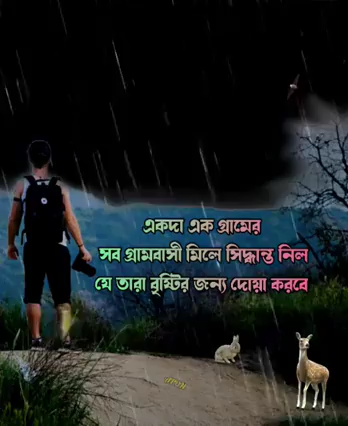 একদা এক গ্রামের
সব গ্রামবাসী মিলে সিদ্ধান্ত নিল
যে তারা বৃষ্টির জন্য দোয়া করবে